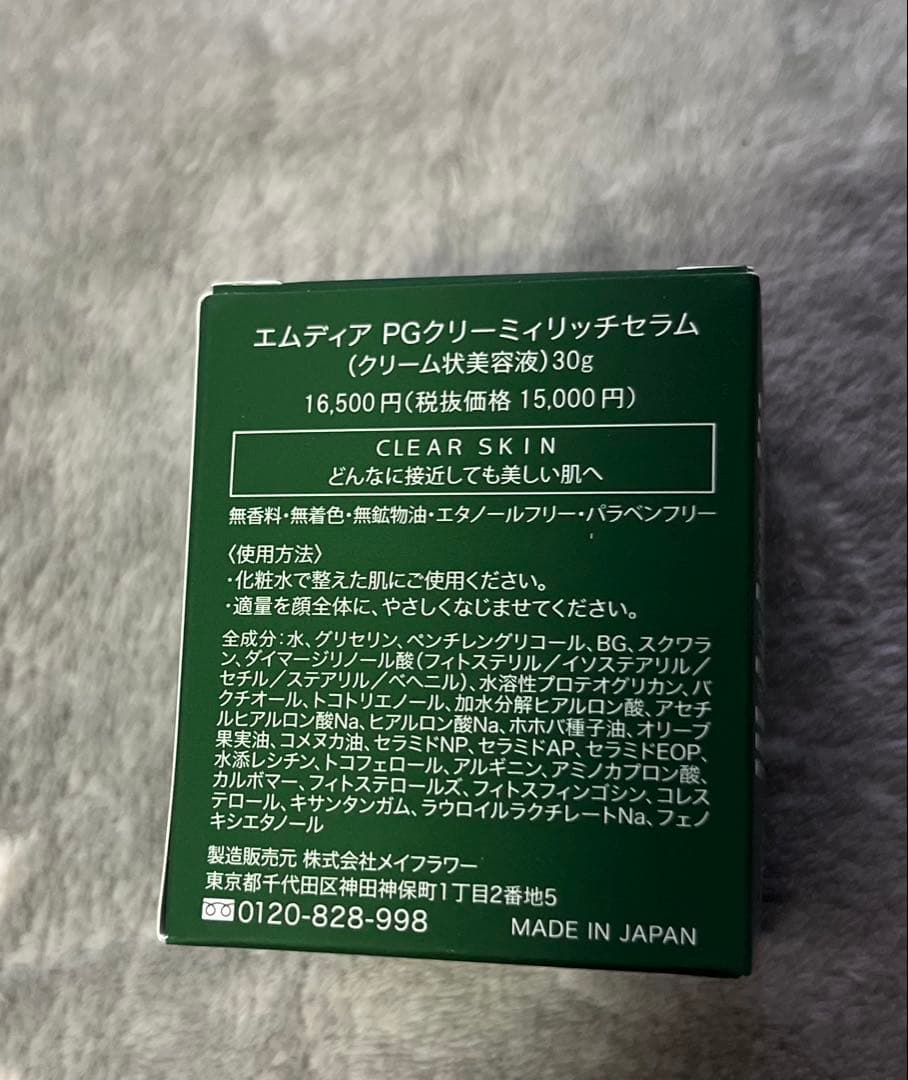 エムディア PGクリーミィリッチセラム
(クリーム状美容液)30g
16,500円(税抜価格 15,000円)
CLEAR SKIN
どんなに接近しても美しい肌へ
無香料・無着色・無鉱物油・エタノールフリー・パラベンフリー
〈使用方法〉
・化粧水で整えた肌にご使用ください。
・適量を顔全体に、やさしくなじませてください。
全成分：水、グリセリン、ペンチレングリコール、BG、スクワラ
ン、ダイマージリノール酸(フィトステリル／イソステアリル／
セチル／ステアリル／ベヘニル)、水溶性プロテオグリカン、バ
クチオール、トコトリエノール、加水分解ヒアルロン酸、アセチ
ルヒアルロン酸Na、ヒアルロン酸Na、ホホバ種子油、オリーブ
果実油、コメヌカ油、セラミドNP、セラミドAP、セラミドEOP、
水添レシチン、トコフェロール、アルギニン、アミノカプロン酸、
カルボマー、フィトステロールズ、フィトスフィンゴシン、コレス
テロール、キサンタンガム、ラウロイルラクチレートNa、フェノ
キシエタノール
製造販売元 株式会社メイフラワー
東京都千代田区神田神保町1丁目2番地5
0120-828-998
MADE IN JAPAN